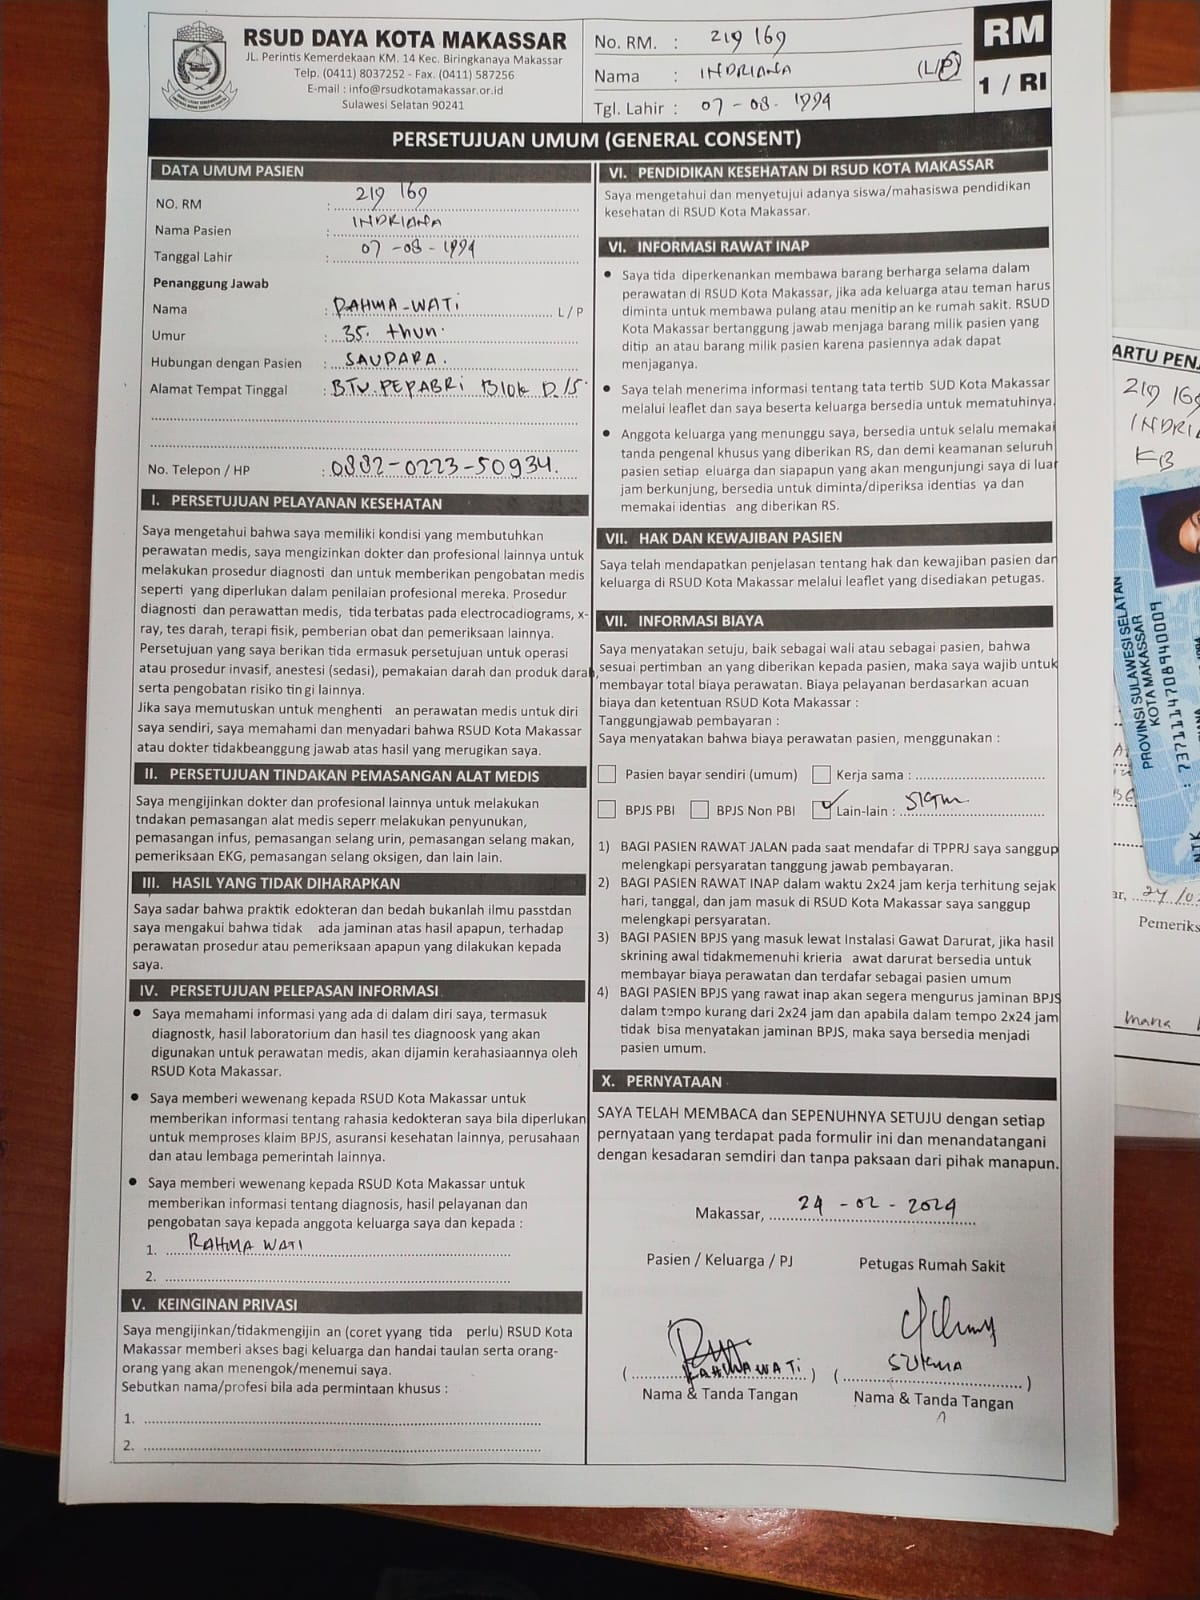 RSUD DAYA KOTA MAKASSAR
JL. Perintis Kemerdekaan KM. 14 Kec. Biringkanaya Makassar
Telp. (0411) 8037252 - Fax. (0411) 587256
E-mail : info@rsudkotamakassar.or.id
Sulawesi Selatan 90241
No. RM. : 219 169
Nama : INDRIANA (L/P)
Tgl. Lahir : 07 - 08 - 1994
RM
1 / RI
PERSETUJUAN UMUM (GENERAL CONSENT)
DATA UMUM PASIEN
NO. RM : 219 169
Nama Pasien : INDRIANA
Tanggal Lahir : 07 - 08 - 1994
Penanggung Jawab
Nama : RAHMA-WATi L / P
Umur : 35. thun.
Hubungan dengan Pasien : SAUDARA.
Alamat Tempat Tinggal : BTN. PEPABRi Blok D./5
No. Telepon / HP : 0882-0223-50934.
I. PERSETUJUAN PELAYANAN KESEHATAN
Saya mengetahui bahwa saya memiliki kondisi yang membutuhkan
perawatan medis, saya mengizinkan dokter dan profesional lainnya untuk
melakukan prosedur diagnosti dan untuk memberikan pengobatan medis
seperti yang diperlukan dalam penilaian profesional mereka. Prosedur
diagnosti dan perawattan medis, tida terbatas pada electrocadiograms, x-
ray, tes darah, terapi fisik, pemberian obat dan pemeriksaan lainnya.
Persetujuan yang saya berikan tida ermasuk persetujuan untuk operasi
atau prosedur invasif, anestesi (sedasi), pemakaian darah dan produk darah,
serta pengobatan risiko tin gi lainnya.
Jika saya memutuskan untuk menghenti an perawatan medis untuk diri
saya sendiri, saya memahami dan menyadari bahwa RSUD Kota Makassar
atau dokter tidakbeanggung jawab atas hasil yang merugikan saya.
II. PERSETUJUAN TINDAKAN PEMASANGAN ALAT MEDIS
Saya mengijinkan dokter dan profesional lainnya untuk melakukan
tndakan pemasangan alat medis seperr melakukan penyunukan,
pemasangan infus, pemasangan selang urin, pemasangan selang makan,
pemeriksaan EKG, pemasangan selang oksigen, dan lain lain.
III. HASIL YANG TIDAK DIHARAPKAN
Saya sadar bahwa praktik edokteran dan bedah bukanlah ilmu passtdan
saya mengakui bahwa tidak ada jaminan atas hasil apapun, terhadap
perawatan prosedur atau pemeriksaan apapun yang dilakukan kepada
saya.
IV. PERSETUJUAN PELEPASAN INFORMASI
• Saya memahami informasi yang ada di dalam diri saya, termasuk
diagnostk, hasil laboratorium dan hasil tes diagnoosk yang akan
digunakan untuk perawatan medis, akan dijamin kerahasiaannya oleh
RSUD Kota Makassar.
• Saya memberi wewenang kepada RSUD Kota Makassar untuk
memberikan informasi tentang rahasia kedokteran saya bila diperlukan
untuk memproses klaim BPJS, asuransi kesehatan lainnya, perusahaan
dan atau lembaga pemerintah lainnya.
• Saya memberi wewenang kepada RSUD Kota Makassar untuk
memberikan informasi tentang diagnosis, hasil pelayanan dan
pengobatan saya kepada anggota keluarga saya dan kepada :
1. RAHMA WATI
2.
V. KEINGINAN PRIVASI
Saya mengijinkan/tidakmengijin an (coret yyang tida perlu) RSUD Kota
Makassar memberi akses bagi keluarga dan handai taulan serta orang-
orang yang akan menengok/menemui saya.
Sebutkan nama/profesi bila ada permintaan khusus :
1.
2.
VI. PENDIDIKAN KESEHATAN DI RSUD KOTA MAKASSAR
Saya mengetahui dan menyetujui adanya siswa/mahasiswa pendidikan
kesehatan di RSUD Kota Makassar.
VI. INFORMASI RAWAT INAP
• Saya tida diperkenankan membawa barang berharga selama dalam
perawatan di RSUD Kota Makassar, jika ada keluarga atau teman harus
diminta untuk membawa pulang atau menitip an ke rumah sakit. RSUD
Kota Makassar bertanggung jawab menjaga barang milik pasien yang
ditip an atau barang milik pasien karena pasiennya adak dapat
menjaganya.
• Saya telah menerima informasi tentang tata tertib SUD Kota Makassar
melalui leaflet dan saya beserta keluarga bersedia untuk mematuhinya.
• Anggota keluarga yang menunggu saya, bersedia untuk selalu memakai
tanda pengenal khusus yang diberikan RS, dan demi keamanan seluruh
pasien setiap eluarga dan siapapun yang akan mengunjungi saya di luar
jam berkunjung, bersedia untuk diminta/diperiksa identias ya dan
memakai identias ang diberikan RS.
VII. HAK DAN KEWAJIBAN PASIEN
Saya telah mendapatkan penjelasan tentang hak dan kewajiban pasien dan
keluarga di RSUD Kota Makassar melalui leaflet yang disediakan petugas.
VII. INFORMASI BIAYA
Saya menyatakan setuju, baik sebagai wali atau sebagai pasien, bahwa
sesuai pertimban an yang diberikan kepada pasien, maka saya wajib untuk
membayar total biaya perawatan. Biaya pelayanan berdasarkan acuan
biaya dan ketentuan RSUD Kota Makassar :
Tanggungjawab pembayaran :
Saya menyatakan bahwa biaya perawatan pasien, menggunakan :
Pasien bayar sendiri (umum) Kerja sama :
BPJS PBI BPJS Non PBI ✓ Lain-lain :
1) BAGI PASIEN RAWAT JALAN pada saat mendafar di TPPRJ saya sanggup
melengkapi persyaratan tanggung jawab pembayaran.
2) BAGI PASIEN RAWAT INAP dalam waktu 2x24 jam kerja terhitung sejak
hari, tanggal, dan jam masuk di RSUD Kota Makassar saya sanggup
melengkapi persyaratan.
3) BAGI PASIEN BPJS yang masuk lewat Instalasi Gawat Darurat, jika hasil
skrining awal tidakmemenuhi krieria awat darurat bersedia untuk
membayar biaya perawatan dan terdafar sebagai pasien umum
4) BAGI PASIEN BPJS yang rawat inap akan segera mengurus jaminan BPJS
dalam tempo kurang dari 2x24 jam dan apabila dalam tempo 2x24 jam
tidak bisa menyatakan jaminan BPJS, maka saya bersedia menjadi
pasien umum.
X. PERNYATAAN
SAYA TELAH MEMBACA dan SEPENUHNYA SETUJU dengan setiap
pernyataan yang terdapat pada formulir ini dan menandatangani
dengan kesadaran semdiri dan tanpa paksaan dari pihak manapun.
Makassar, 24 - 02 - 2024
Pasien / Keluarga / PJ Petugas Rumah Sakit
( RAHMAWATi ) ( )
Nama & Tanda Tangan Nama & Tanda Tangan
ARTU PENJ
219 169
INDRI
KB
PROVINSI SULAWESI SELATAN
KOTA MAKASSAR
: 7371114708940009
NIK
ar, 24/0
Pemeriks